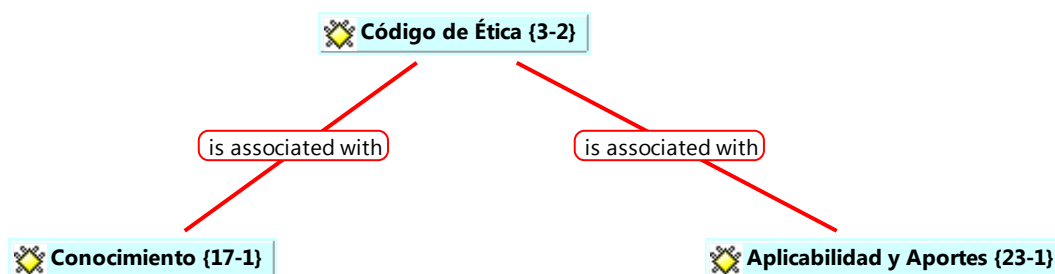 Código de Ética {3-2}
is associated with
is associated with
Conocimiento {17-1}
Aplicabilidad y Aportes {23-1}